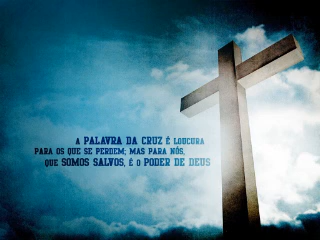 A PALAVRA DA CRUZ É LOUCURA
PARA OS QUE SE PERDEM; MAS PARA NÓS,
QUE SOMOS SALVOS, É O PODER DE DEUS